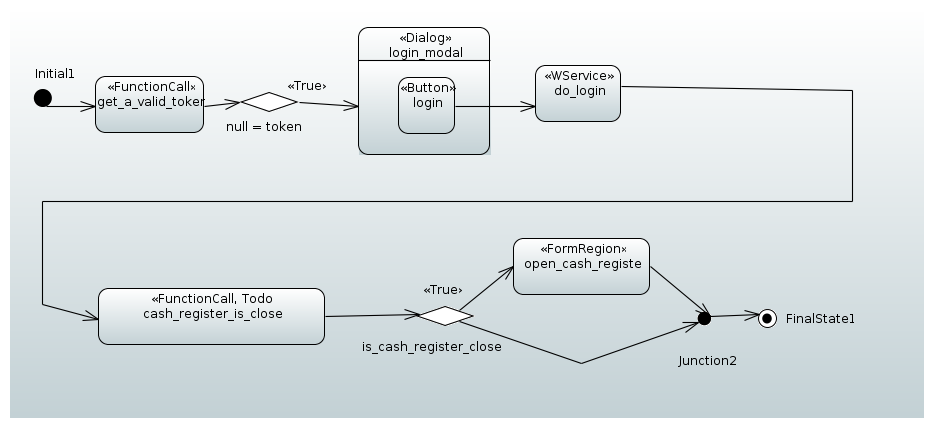 Initial1
«FunctionCall»
get_a_valid_toker
«True»
null = token
«Dialog»
login_modal
«Button»
login
«WService»
do_login
«FunctionCall, Todo
cash_register_is_close
«True»
is_cash_register_close
«FormRegion»
open_cash_registe
Junction2
FinalState1